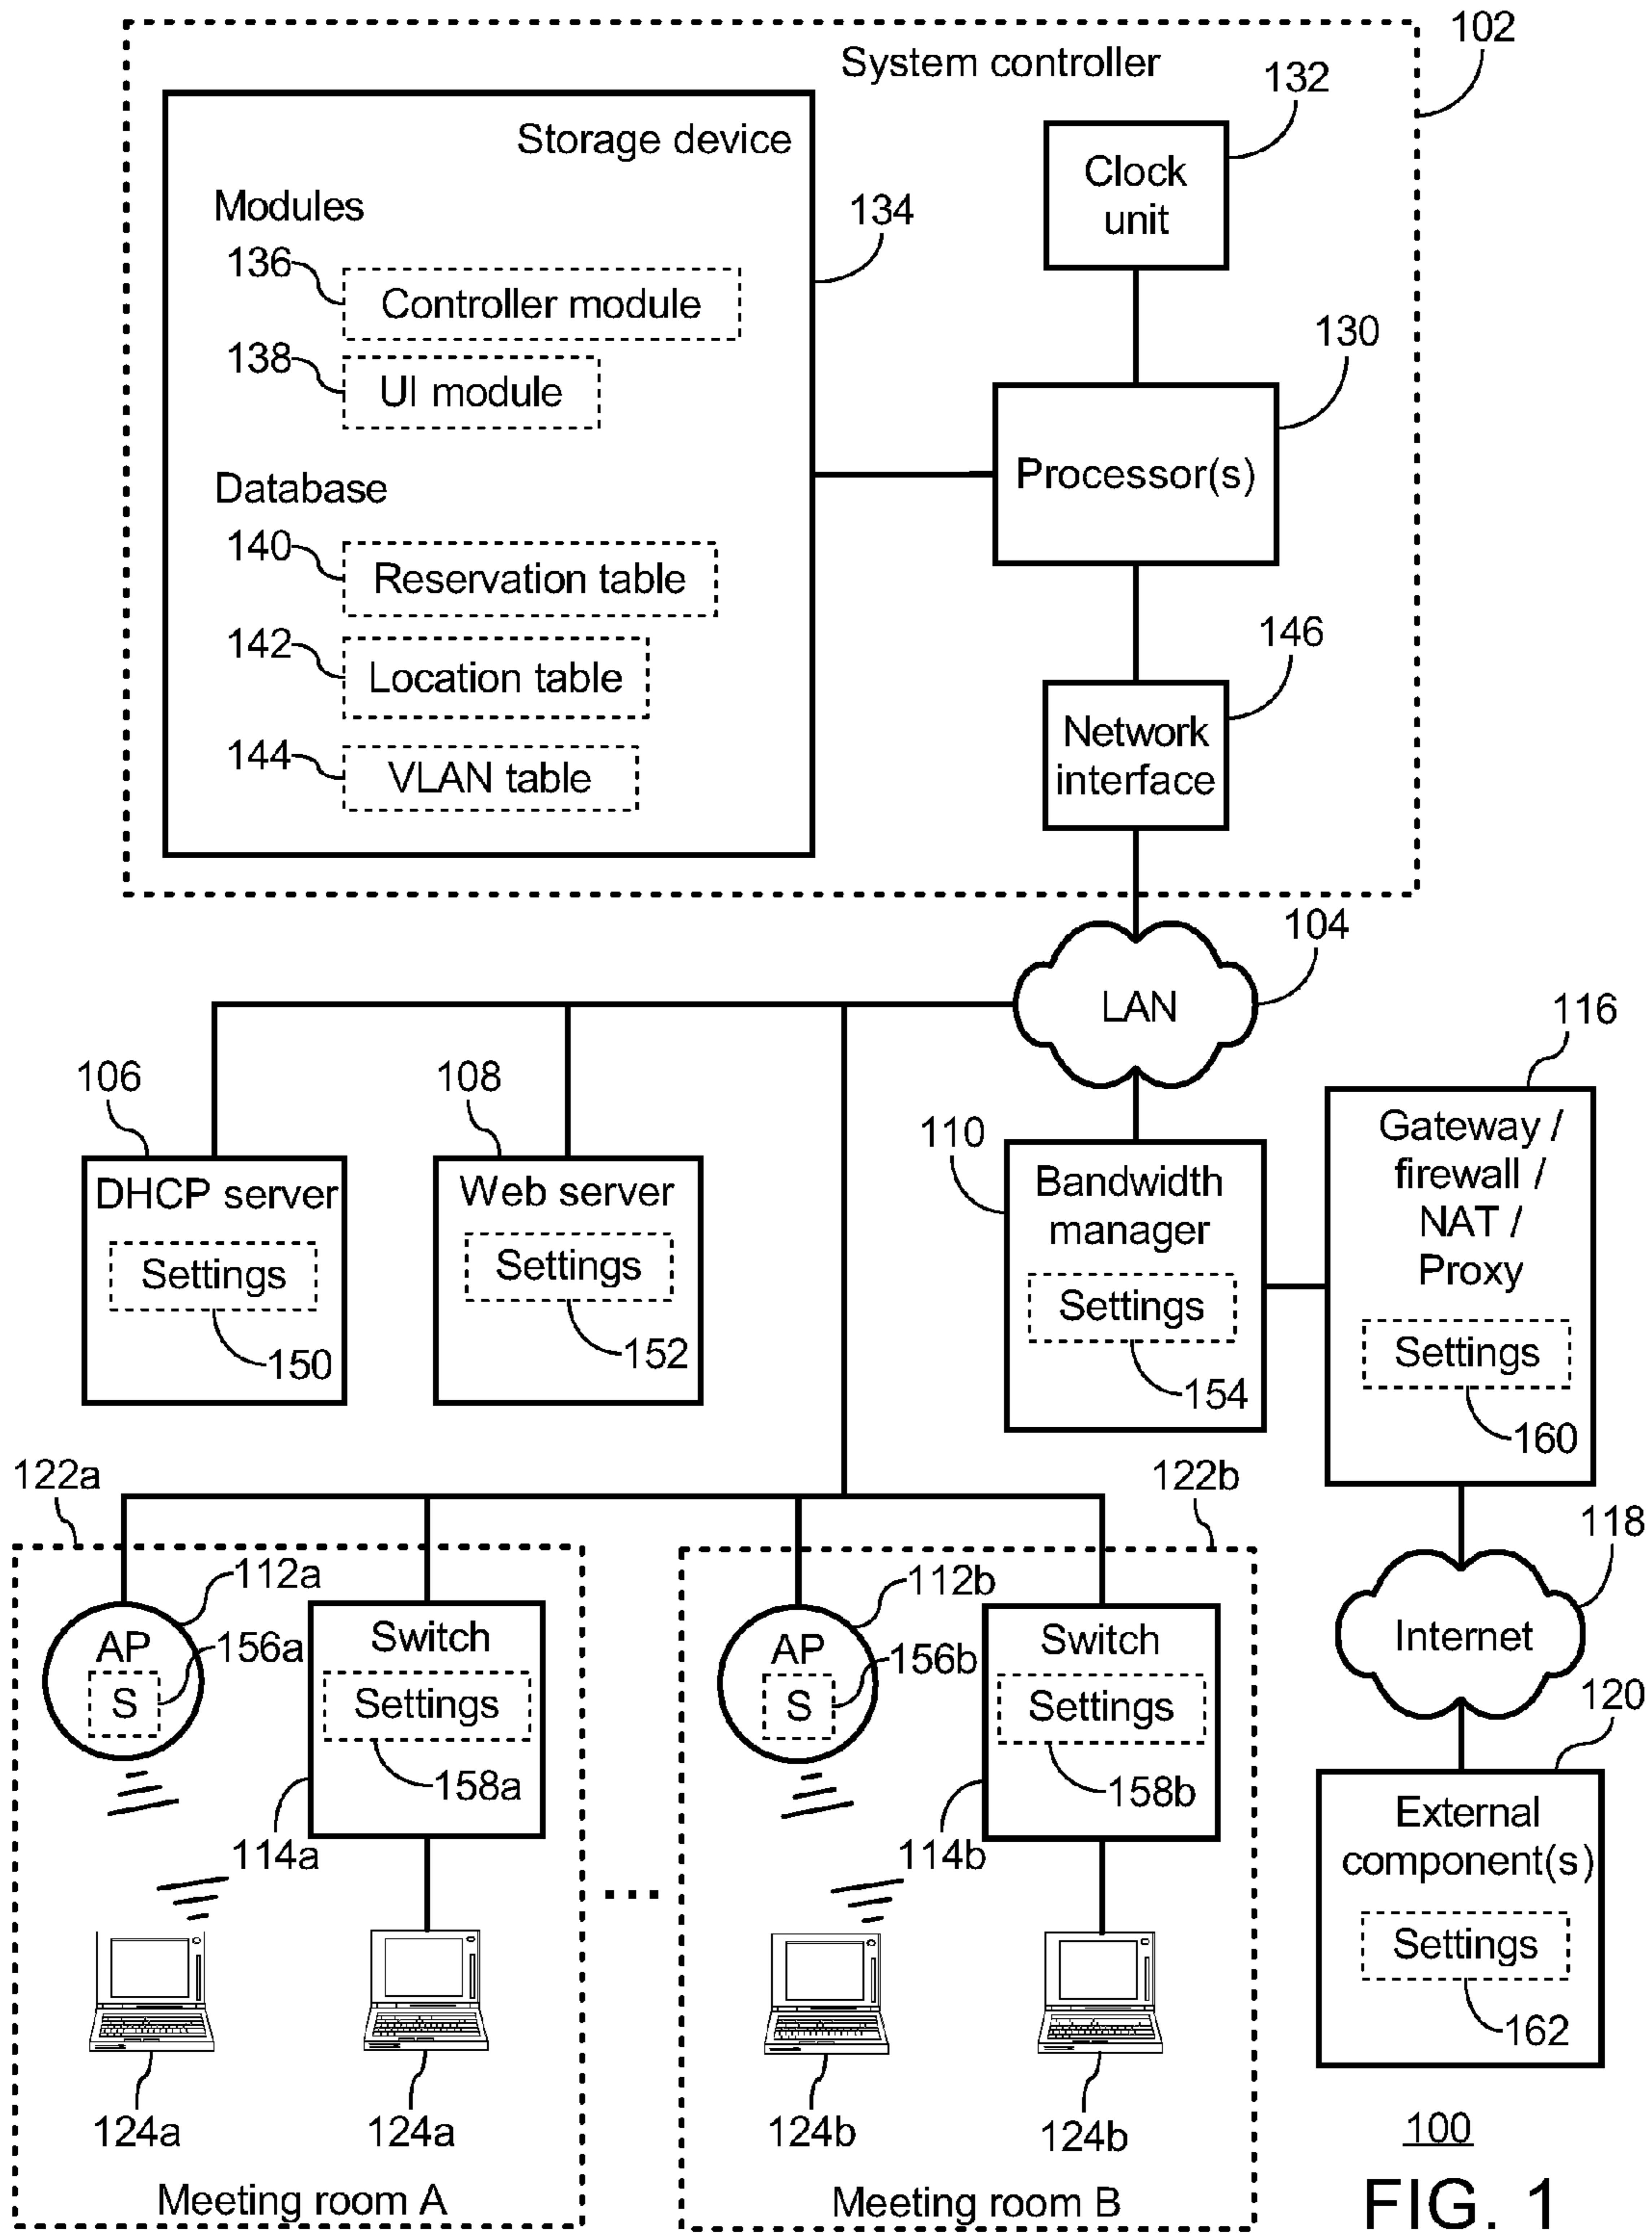 102
System controller
132
Storage device
Clock
unit
Modules
134
136
Controller module
130
138
UI module
Processor(s)
Database
140
Reservation table
142
Location table
146
Network
interface
144
VLAN table
104
LAN
116
106
108
110
Gateway /
firewall /
NAT /
Proxy
DHCP server
Web server
Bandwidth
manager
Settings
Settings
Settings
Settings
150
152
154
160
122a
122b
118
112a
112b
AP
156a
S
Switch
Settings
158a
114a
AP
156b
S
Switch
Settings
158b
114b
Internet
120
External
component(s)
Settings
162
...
124a
124a
124b
124b
Meeting room A
Meeting room B
100
FIG. 1